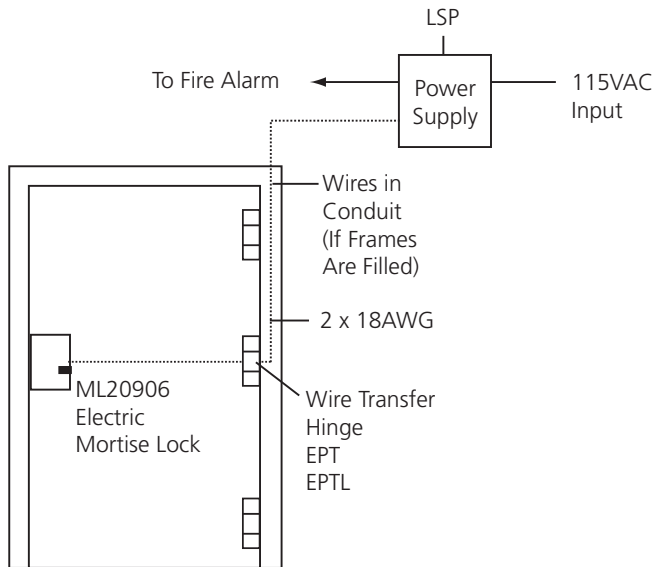 LSP
To Fire Alarm
Power
Supply
115VAC
Input
Wires in
Conduit
(If Frames
Are Filled)
2 x 18AWG
ML20906
Electric
Mortise Lock
Wire Transfer
Hinge
EPT
EPTL